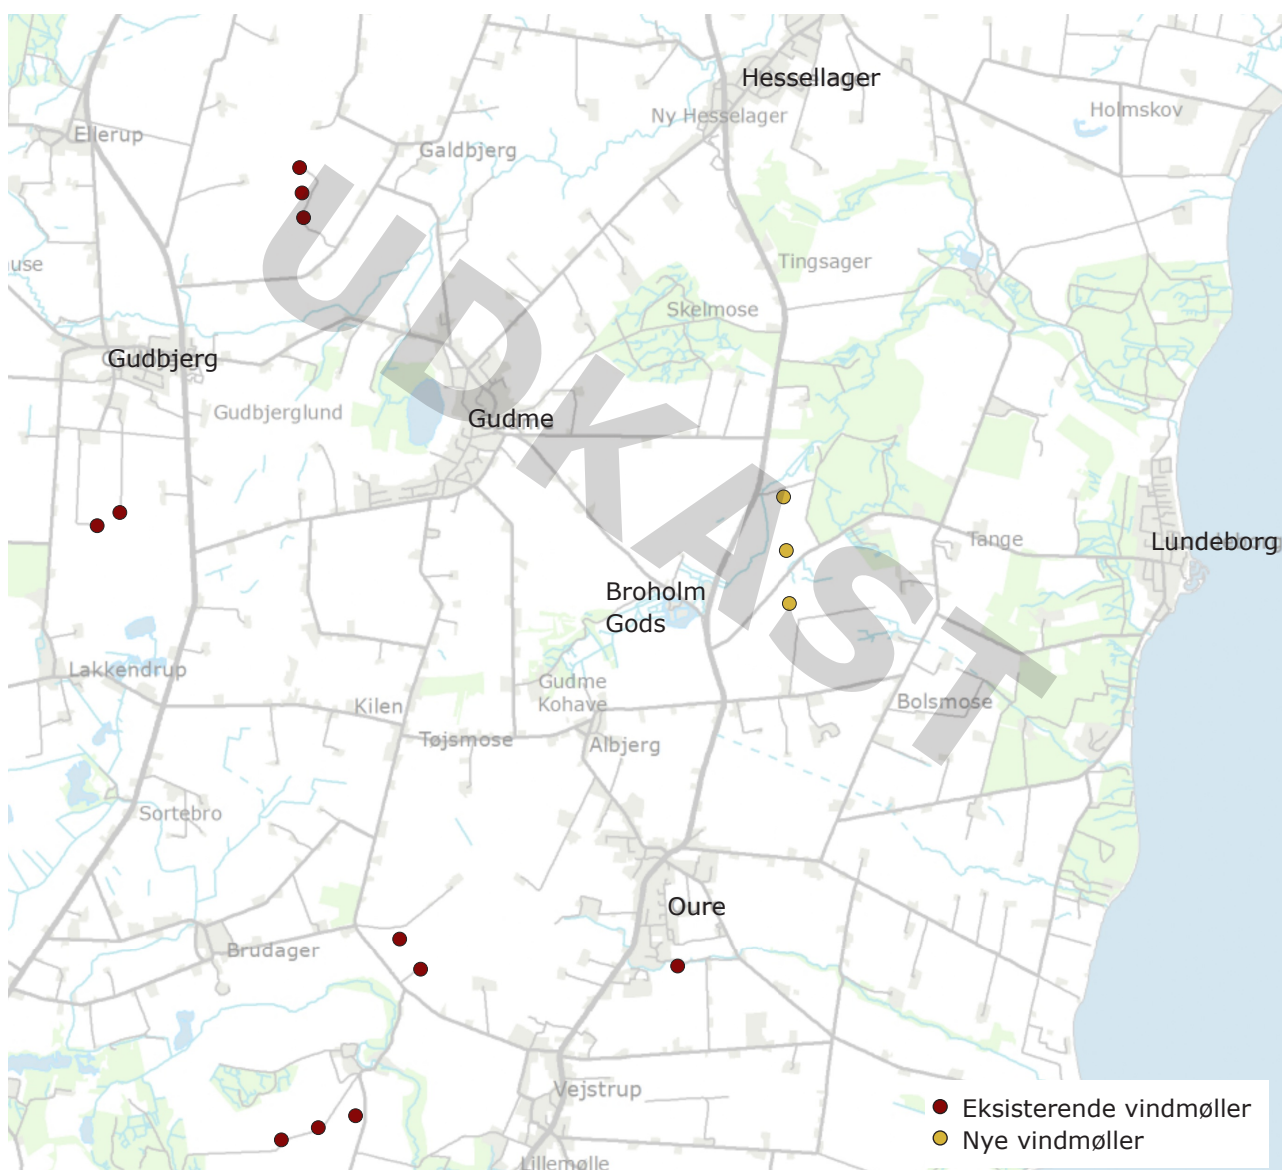 Hessellager
Holmskov
Ny Hesselager
Ellerup
Galdbjerg
UDKAST
Tingsager
use
Skelmose
Gudbjerg
Gudbjerglund
Gudme
Tange
Lundeborg
Broholm
Gods
Lakkendrup
Gudme
Kohave
Kilen
Bolsmose
Tøjsmose
Albjerg
Sortebro
Oure
Brudager
Vejstrup
Lillemølle
Eksisterende vindmøller
Nye vindmøller